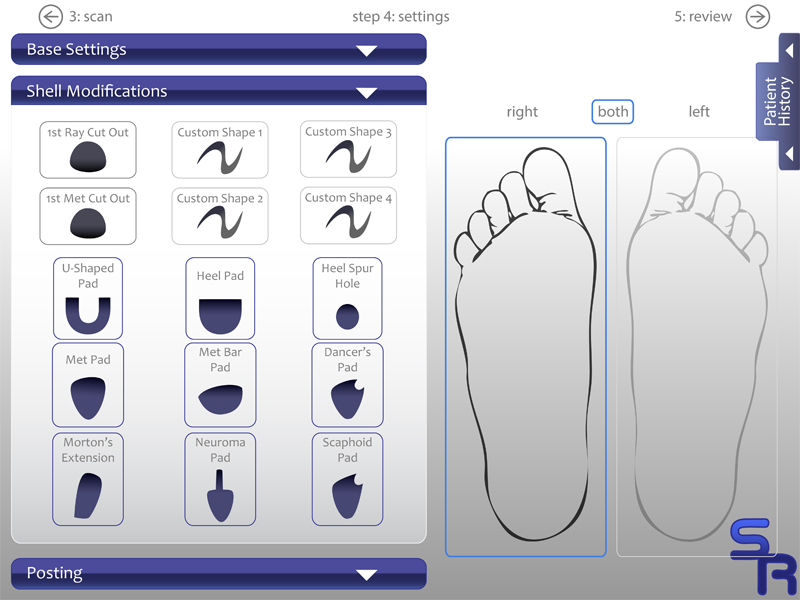 3: scan
step 4: settings
5: review
Base Settings
Shell Modifications
1st Ray Cut Out
Custom Shape 1
Custom Shape 3
1st Met Cut Out
Custom Shape 2
Custom Shape 4
U-Shaped
Pad
Heel Pad
Heel Spur
Hole
Met Pad
Met Bar
Pad
Dancer's
Pad
Morton's
Extension
Neuroma
Pad
Scaphoid
Pad
Posting
right
both
left
Patient
History
SR